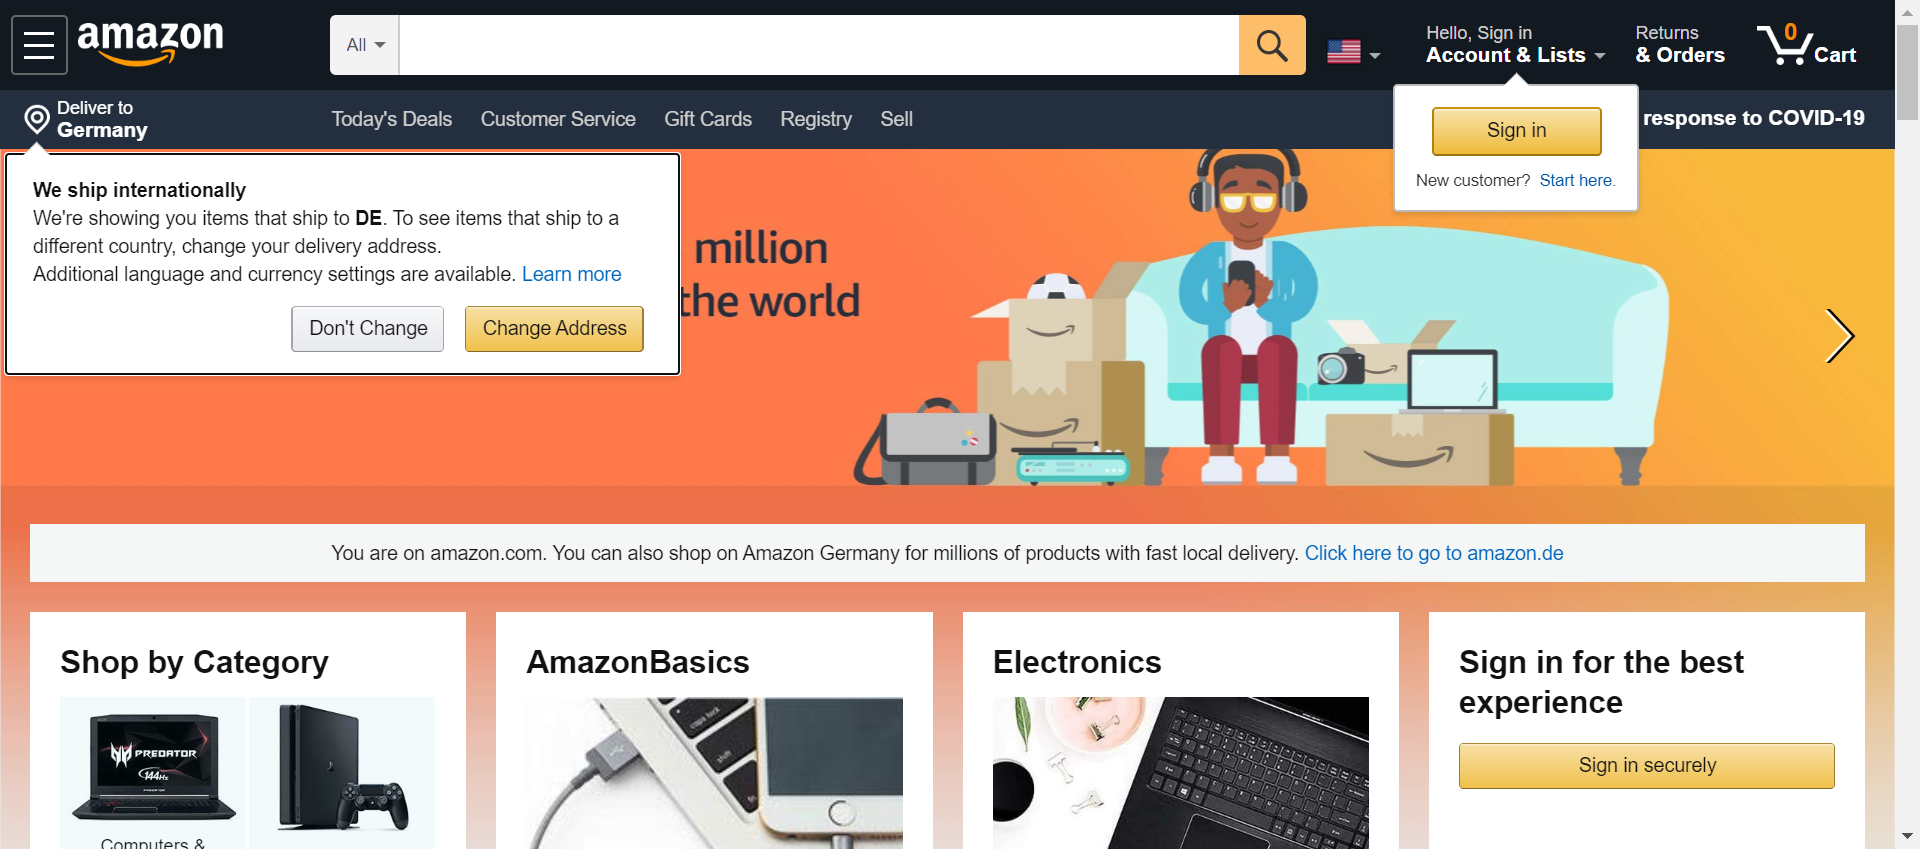 amazon
All
Hello, Sign in
Account & Lists
Returns
& Orders
0
Cart
Deliver to
Germany
Today's Deals
Customer Service
Gift Cards
Registry
Sell
response to COVID-19
Sign in
New customer? Start here.
We ship internationally
We're showing you items that ship to DE. To see items that ship to a
different country, change your delivery address.
Additional language and currency settings are available. Learn more
Don't Change
Change Address
million
the world
You are on amazon.com. You can also shop on Amazon Germany for millions of products with fast local delivery. Click here to go to amazon.de
Shop by Category
AmazonBasics
Electronics
Sign in for the best
experience
PREDATOR
144Hz
Sign in securely
Computers &